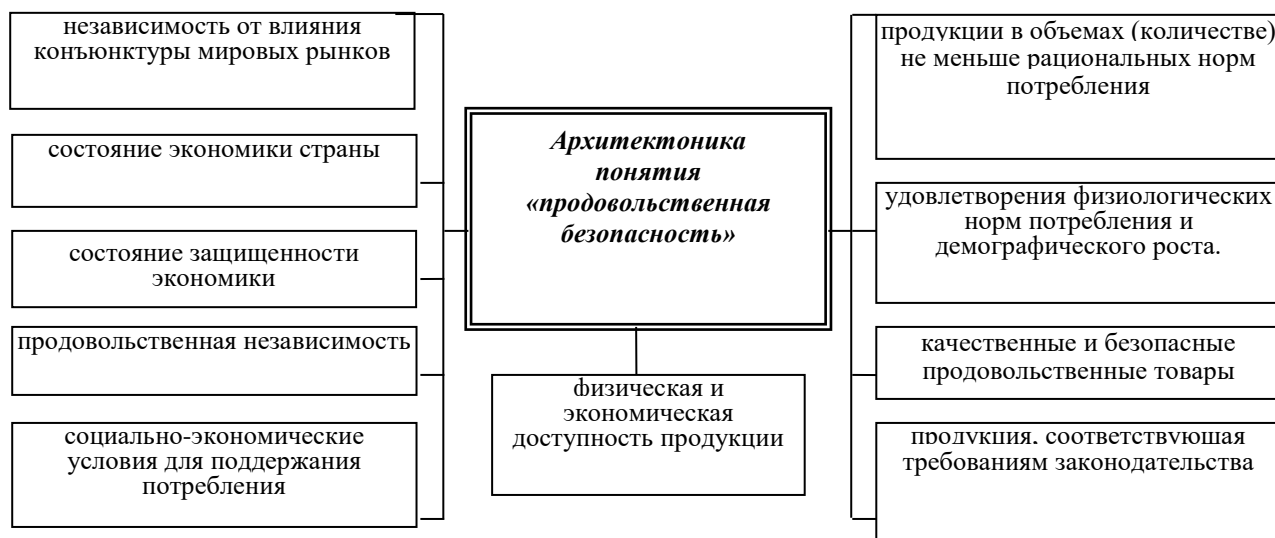 независимость от влияния
конъюнктуры мировых рынков
состояние экономики страны
состояние защищенности
экономики
продовольственная независимость
социально-экономические
условия для поддержания
потребления
Архитектоника
понятия
«продовольственная
безопасность»
физическая и
экономическая
доступность продукции
продукции в объемах (количестве)
не меньше рациональных норм
потребления
удовлетворения физиологических
норм потребления и
демографического роста.
качественные и безопасные
продовольственные товары
продукция, соответствующая
требованиям законодательства